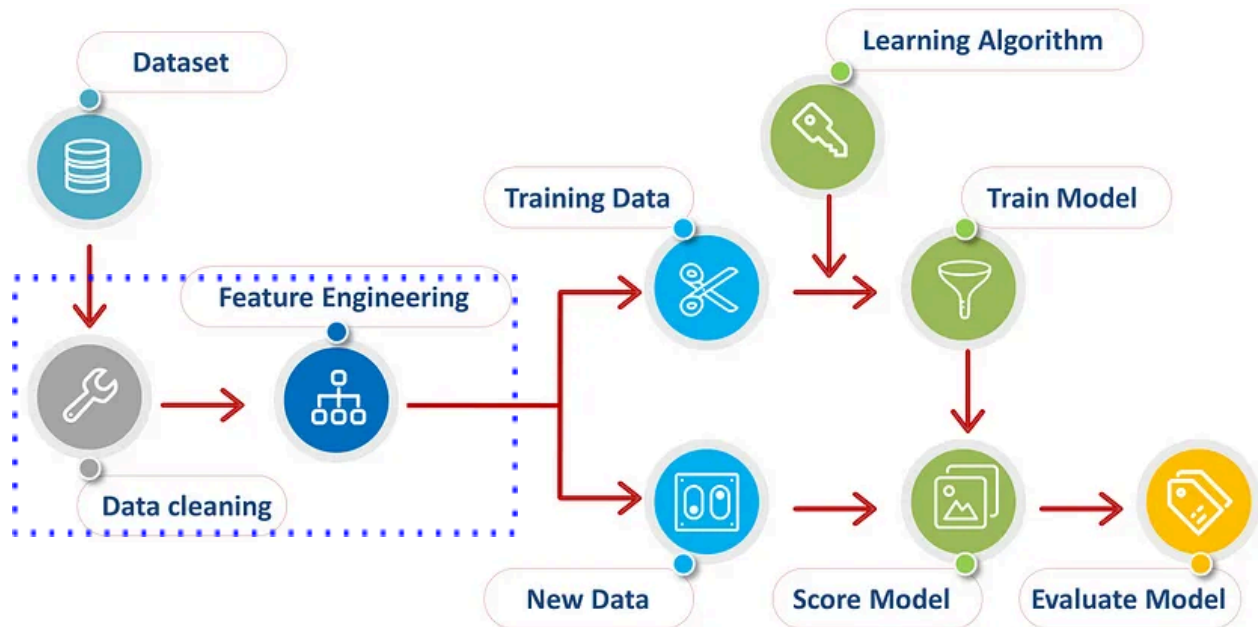 Dataset
Learning Algorithm
Training Data
Train Model
Feature Engineering
Data cleaning
New Data
Score Model
Evaluate Model